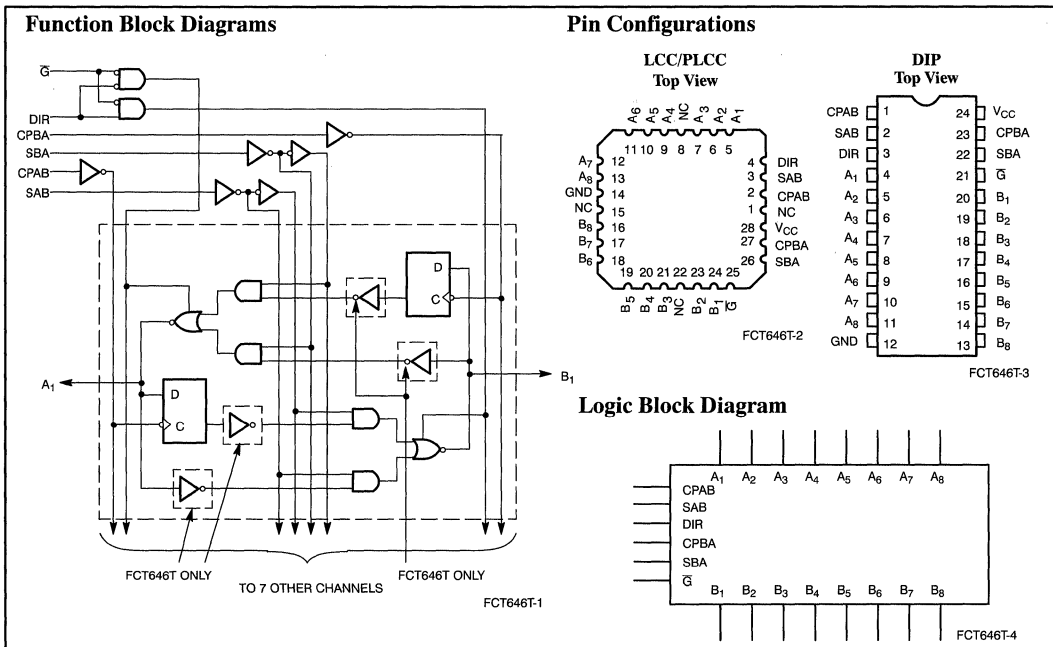 Function Block Diagrams
G̅
DIR
CPBA
SBA
CPAB
SAB
D
C
A1
B1
D
C
FCT646T ONLY
TO 7 OTHER CHANNELS
FCT646T ONLY
FCT646T-1
Pin Configurations
LCC/PLCC
Top View
A6 A5 A4 NC A3 A2 A1
11 10 9 8 7 6 5
A7 12
A8 13
GND 14
NC 15
B8 16
B7 17
B6 18
4 DIR
3 SAB
2 CPAB
1 NC
28 VCC
27 CPBA
26 SBA
19 20 21 22 23 24 25
B5 B4 B3 NC B2 B1 G̅
FCT646T-2
DIP
Top View
CPAB 1 24 VCC
SAB 2 23 CPBA
DIR 3 22 SBA
A1 4 21 G̅
A2 5 20 B1
A3 6 19 B2
A4 7 18 B3
A5 8 17 B4
A6 9 16 B5
A7 10 15 B6
A8 11 14 B7
GND 12 13 B8
FCT646T-3
Logic Block Diagram
A1 A2 A3 A4 A5 A6 A7 A8
CPAB
SAB
DIR
CPBA
SBA
G̅
B1 B2 B3 B4 B5 B6 B7 B8
FCT646T-4